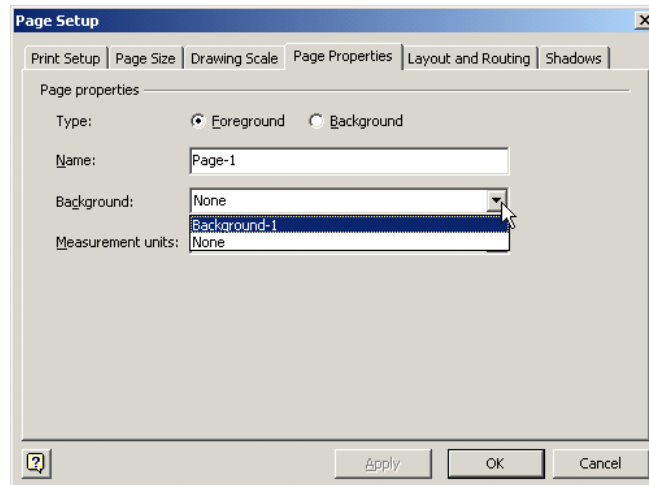 Page Setup
Print Setup Page Size Drawing Scale Page Properties Layout and Routing Shadows
Page properties
Type: Foreground Background
Name: Page-1
Background: None
Background-1
Measurement units: None
Apply OK Cancel